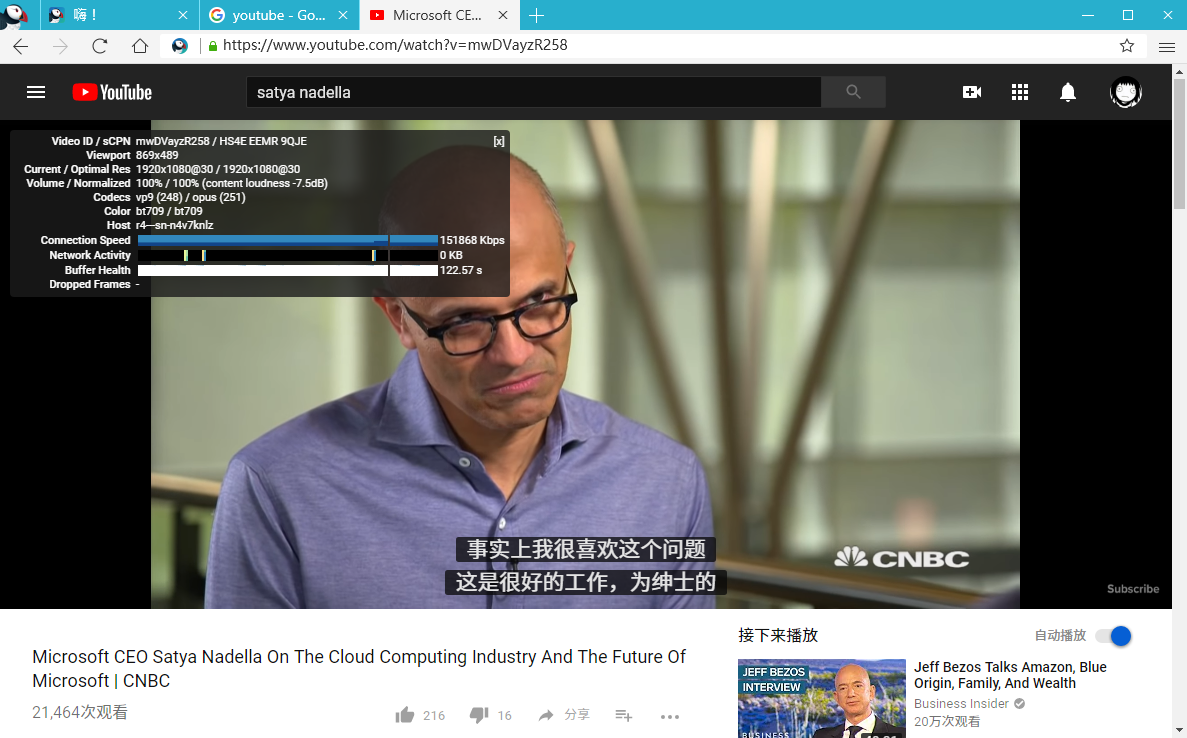 嗨！
youtube - Go...
Microsoft CE...
https://www.youtube.com/watch?v=mwDVayzR258
YouTube
satya nadella
Video ID / sCPN mwDVayzR258 / HS4E EEMR 9QJE [x]
Viewport 869x489
Current / Optimal Res 1920x1080@30 / 1920x1080@30
Volume / Normalized 100% / 100% (content loudness -7.5dB)
Codecs vp9 (248) / opus (251)
Color bt709 / bt709
Host r4---sn-n4v7knlz
Connection Speed 151868 Kbps
Network Activity 0 KB
Buffer Health 122.57 s
Dropped Frames -
事实上我很喜欢这个问题
这是很好的工作，为绅士的
CNBC
Subscribe
Microsoft CEO Satya Nadella On The Cloud Computing Industry And The Future Of
Microsoft | CNBC
21,464次观看
216
16
分享
接下来播放
自动播放
JEFF BEZOS
INTERVIEW
BUSINESS
Jeff Bezos Talks Amazon, Blue
Origin, Family, And Wealth
Business Insider
20万次观看